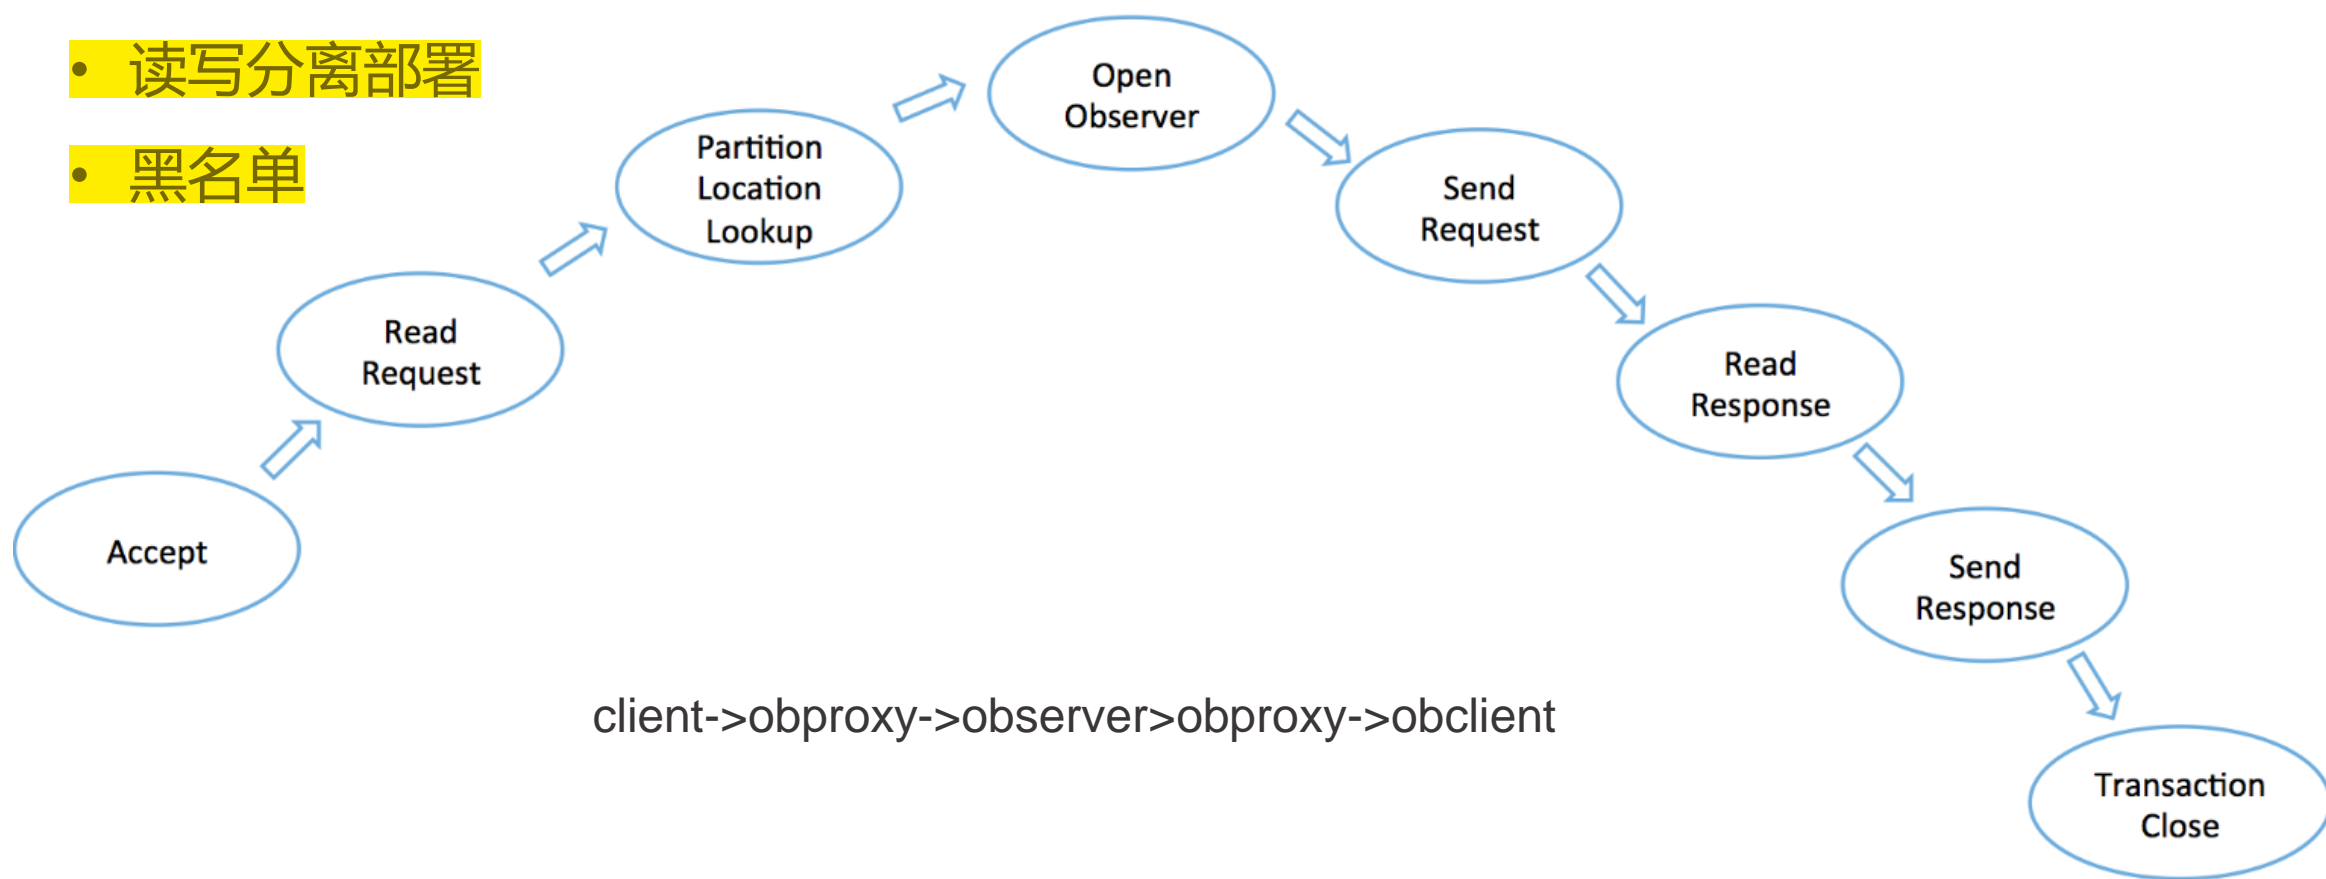 • 读写分离部署
• 黑名单
Accept
Read
Request
Partition
Location
Lookup
Open
Observer
Send
Request
Read
Response
Send
Response
Transaction
Close
client->obproxy->observer>obproxy->obclient